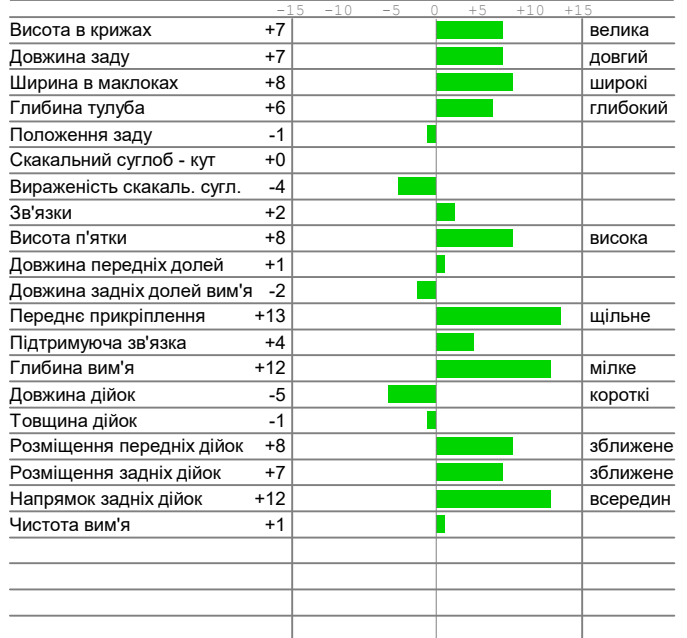 -15 -10 -5 0 +5 +10 +15
Висота в крижах +7 велика
Довжина заду +7 довгий
Ширина в маклоках +8 широкі
Глибина тулуба +6 глибокий
Положення заду -1
Скакальний суглоб - кут +0
Вираженість скакаль. сугл. -4
Зв'язки +2
Висота п'ятки +8 висока
Довжина передніх долей +1
Довжина задніх долей вим'я -2
Переднє прикріплення +13 щільне
Підтримуюча зв'язка +4
Глибина вим'я +12 мілке
Довжина дійок -5 короткі
Товщина дійок -1
Розміщення передніх дійок +8 зближене
Розміщення задніх дійок +7 зближене
Напрямок задніх дійок +12 всередин
Чистота вим'я +1